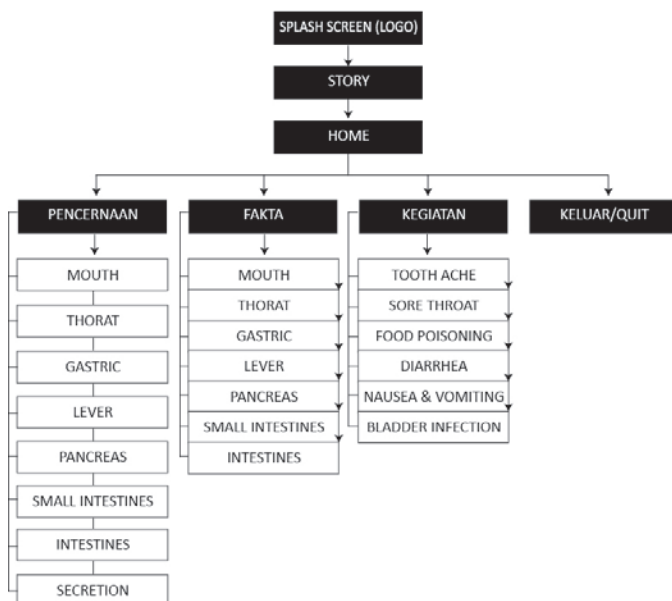 SPLASH SCREEN (LOGO)
STORY
HOME
PENCERNAAN
MOUTH
THORAT
GASTRIC
LEVER
PANCREAS
SMALL INTESTINES
INTESTINES
SECRETION
FAKTA
MOUTH
THORAT
GASTRIC
LEVER
PANCREAS
SMALL INTESTINES
INTESTINES
KEGIATAN
TOOTH ACHE
SORE THROAT
FOOD POISONING
DIARRHEA
NAUSEA & VOMITING
BLADDER INFECTION
KELUAR/QUIT